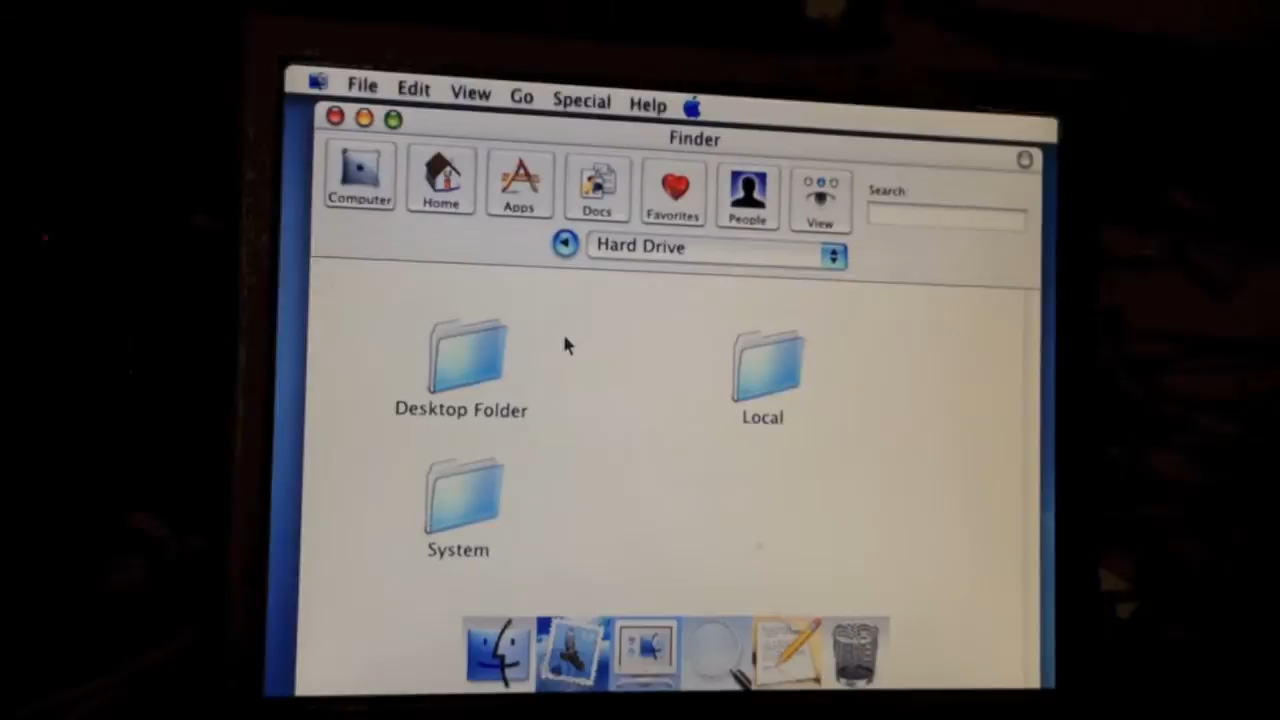 File Edit View Go Special Help
Finder
Computer Home Apps Docs Favorites People View Search:
Hard Drive
Desktop Folder Local
System